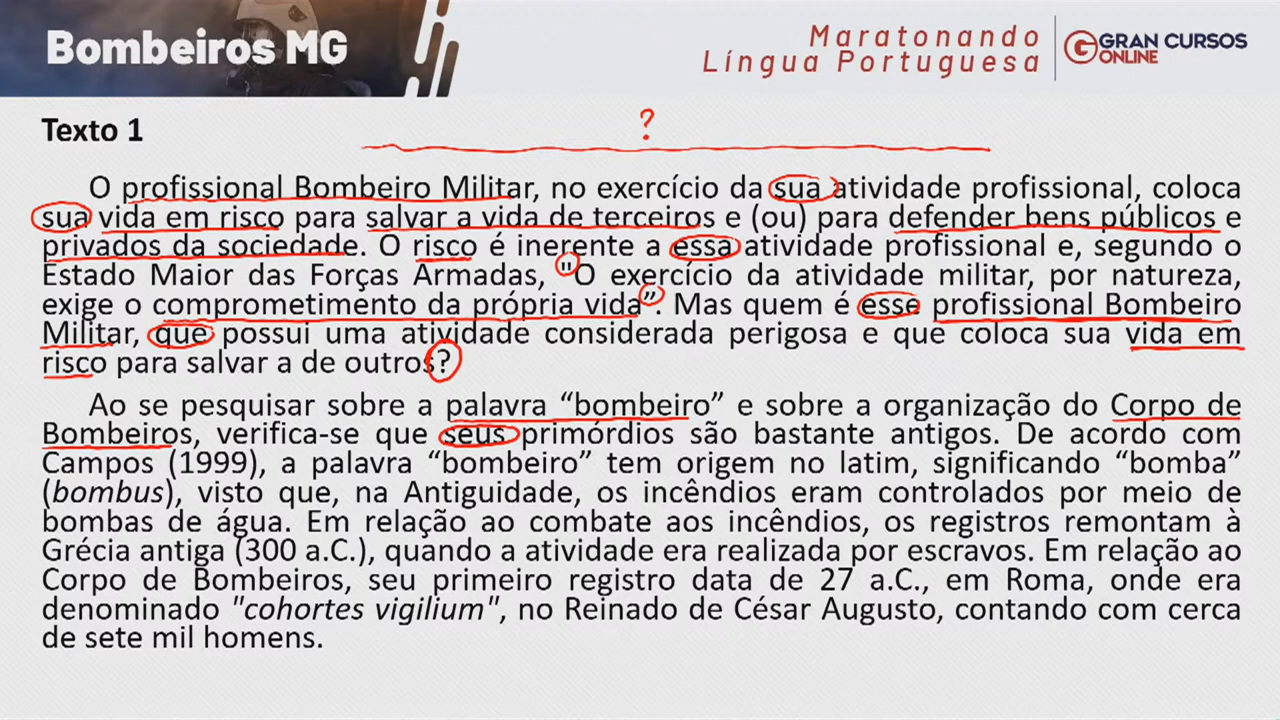 Bombeiros MG
Maratonando
Língua Portuguesa
GRAN CURSOS
ONLINE
Texto 1
?
O profissional Bombeiro Militar, no exercício da sua atividade profissional, coloca
sua vida em risco para salvar a vida de terceiros e (ou) para defender bens públicos e
privados da sociedade. O risco é inerente a essa atividade profissional e, segundo o
Estado Maior das Forças Armadas, "O exercício da atividade militar, por natureza,
exige o comprometimento da própria vida”. Mas quem é esse profissional Bombeiro
Militar, que possui uma atividade considerada perigosa e que coloca sua vida em
risco para salvar a de outros?
Ao se pesquisar sobre a palavra “bombeiro” e sobre a organização do Corpo de
Bombeiros, verifica-se que seus primórdios são bastante antigos. De acordo com
Campos (1999), a palavra “bombeiro” tem origem no latim, significando “bomba”
(bombus), visto que, na Antiguidade, os incêndios eram controlados por meio de
bombas de água. Em relação ao combate aos incêndios, os registros remontam à
Grécia antiga (300 a.C.), quando a atividade era realizada por escravos. Em relação ao
Corpo de Bombeiros, seu primeiro registro data de 27 a.C., em Roma, onde era
denominado "cohortes vigilium", no Reinado de César Augusto, contando com cerca
de sete mil homens.